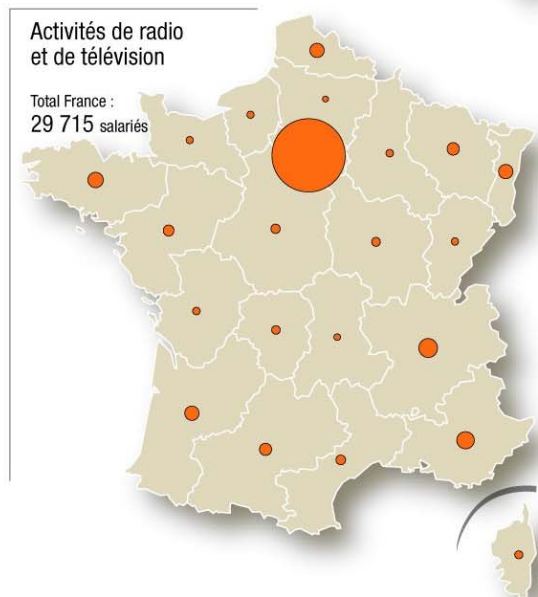 Activités de radio
et de télévision
Total France :
29 715 salariés